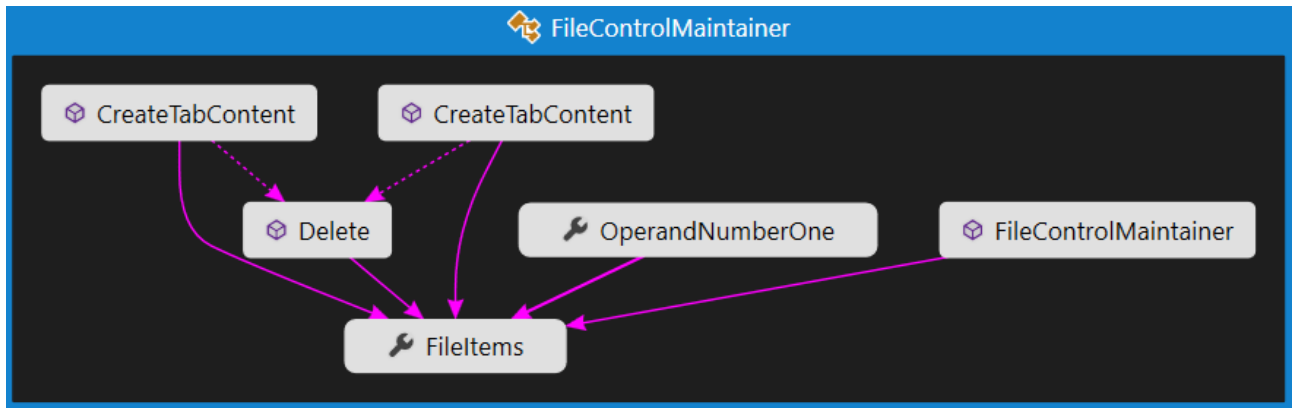 FileControlMaintainer
CreateTabContent
CreateTabContent
Delete
OperandNumberOne
FileControlMaintainer
FileItems